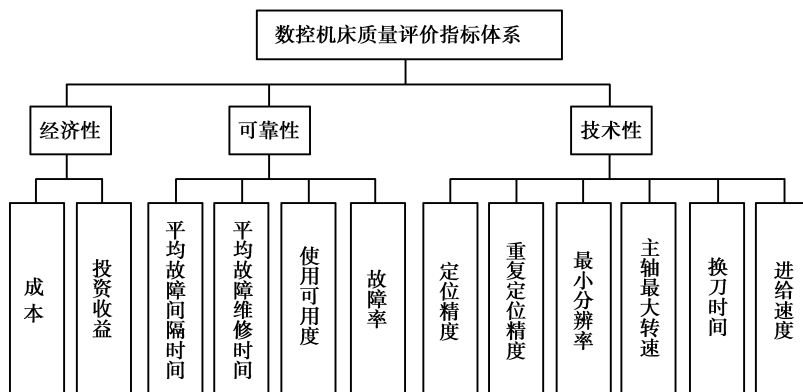 数控机床质量评价指标体系
经济性
可靠性
技术性
成本
投资收益
平均故障间隔时间
平均故障维修时间
使用可用度
故障率
定位精度
重复定位精度
最小分辨率
主轴最大转速
换刀时间
进给速度